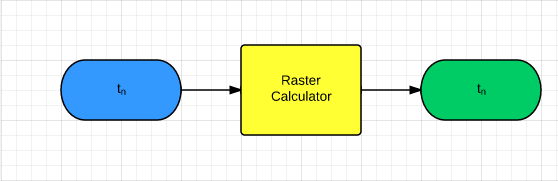 tₙ
Raster
Calculator
tₙ